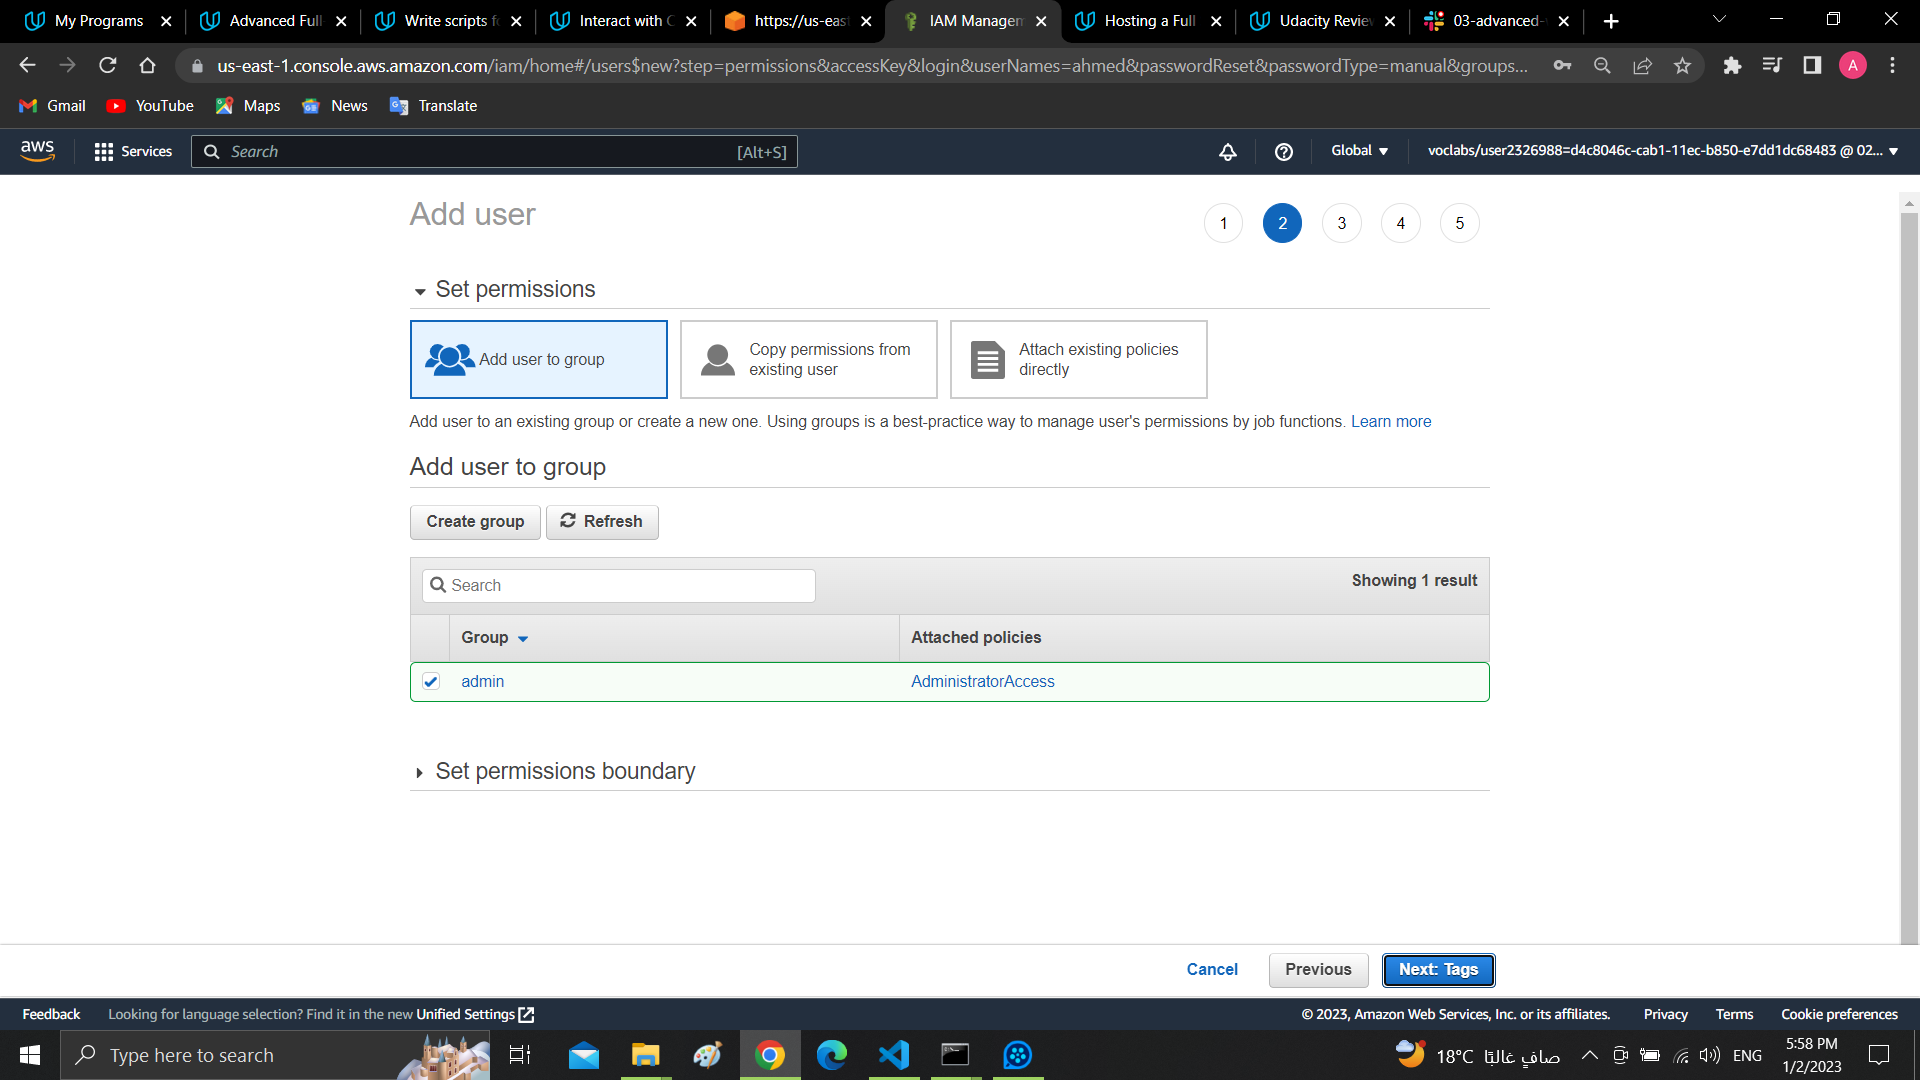 My Programs
Advanced Full
Write scripts fo
Interact with C
https://us-east
IAM Managem
Hosting a Full
Udacity Review
03-advanced-
us-east-1.console.aws.amazon.com/iam/home#/users$new?step=permissions&accessKey&login&userNames=ahmed&passwordReset&passwordType=manual&groups...
A
Gmail
YouTube
Maps
News
Translate
aws
Services
Search
[Alt+S]
Global
voclabs/user2326988=d4c8046c-cab1-11ec-b850-e7dd1dc68483 @ 02...
Add user
1
2
3
4
5
Set permissions
Add user to group
Copy permissions from
existing user
Attach existing policies
directly
Add user to an existing group or create a new one. Using groups is a best-practice way to manage user's permissions by job functions. Learn more
Add user to group
Create group
Refresh
Search
Showing 1 result
Group
Attached policies
admin
AdministratorAccess
Set permissions boundary
Cancel
Previous
Next: Tags
Feedback
Looking for language selection? Find it in the new Unified Settings
© 2023, Amazon Web Services, Inc. or its affiliates.
Privacy
Terms
Cookie preferences
Type here to search
18°C صافٍ غالبًا
ENG
5:58 PM
1/2/2023